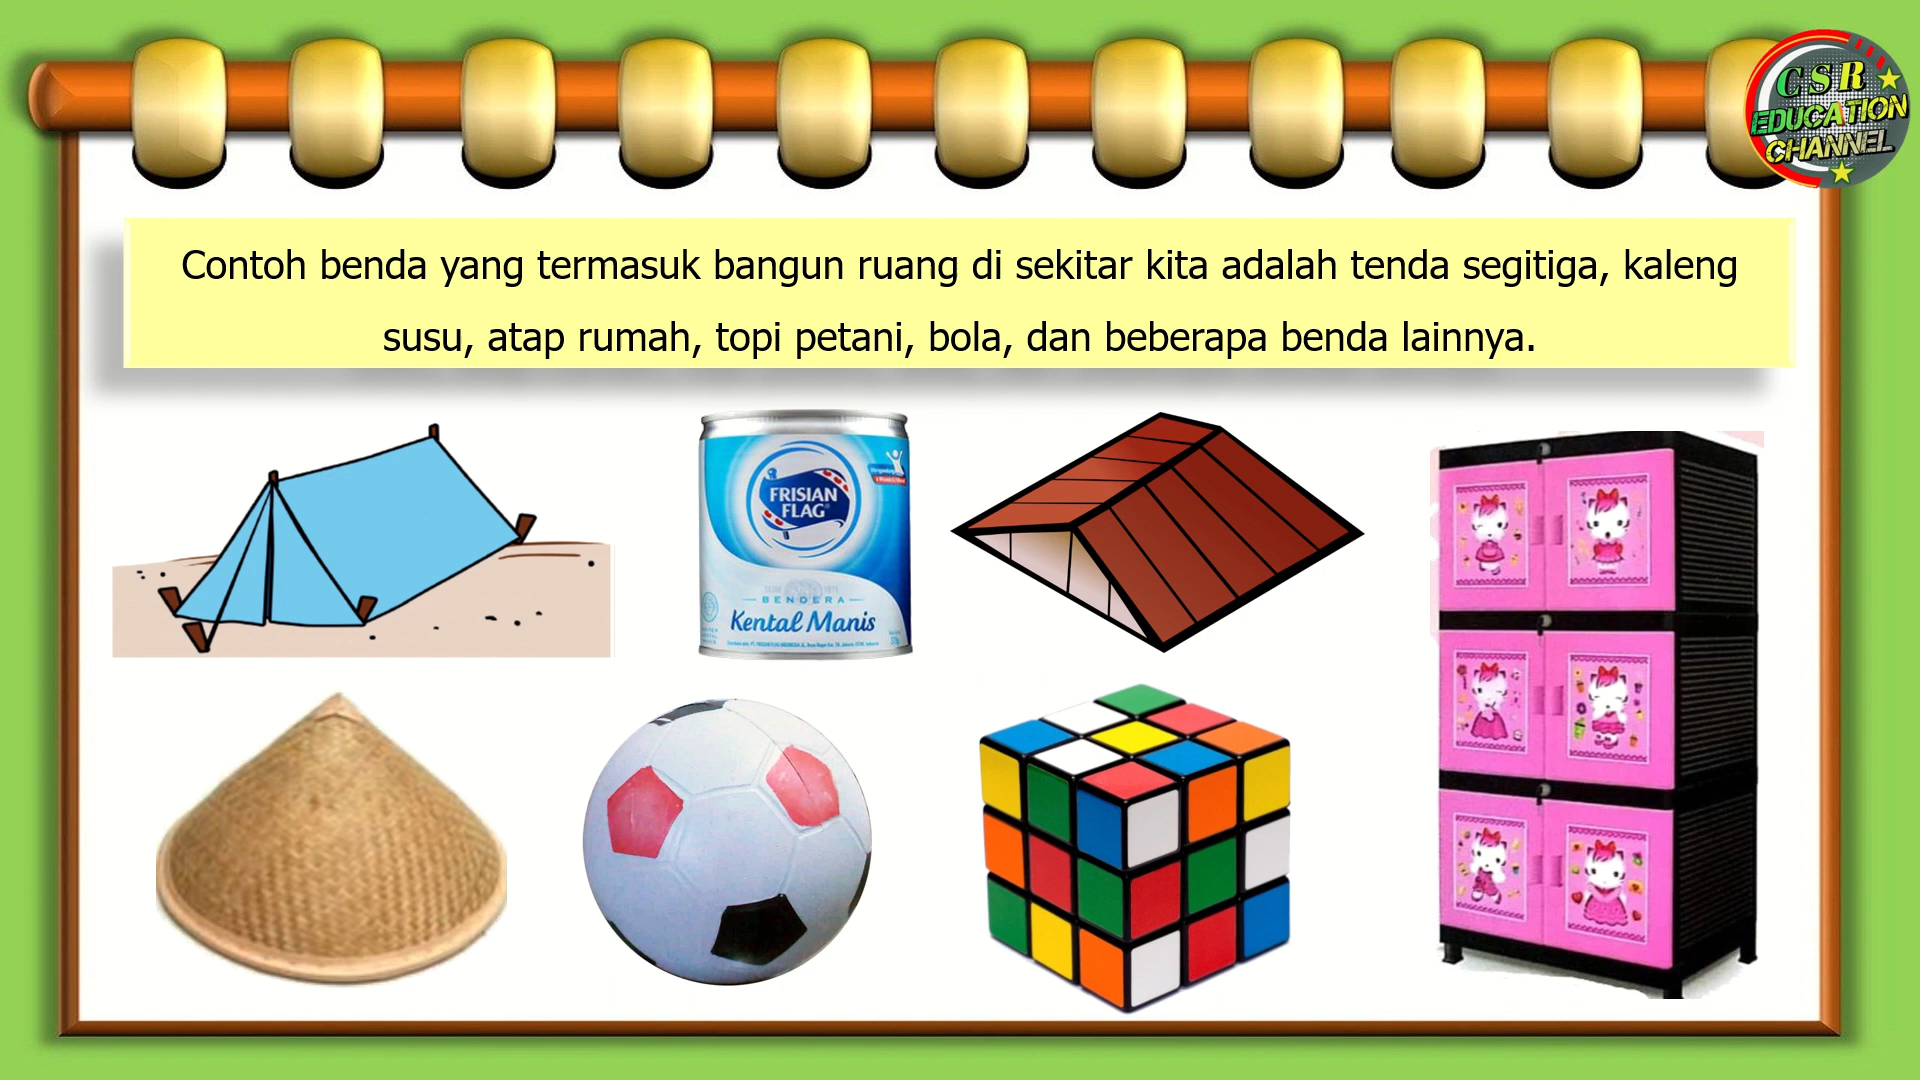 CSR
EDUCATION
CHANNEL
Contoh benda yang termasuk bangun ruang di sekitar kita adalah tenda segitiga, kaleng
susu, atap rumah, topi petani, bola, dan beberapa benda lainnya.
FRISIAN
FLAG
BENDERA
Kental Manis